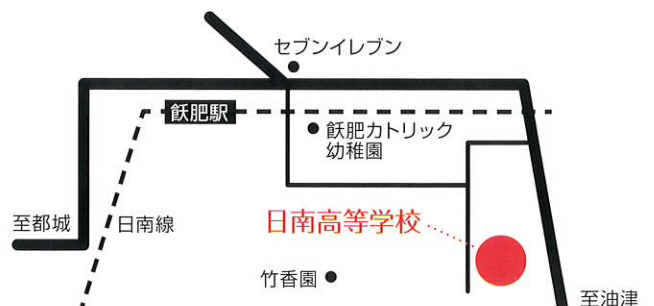 セブンイレブン
飫肥駅
飫肥カトリック
幼稚園
至都城
日南線
日南高等学校
竹香園
至油津